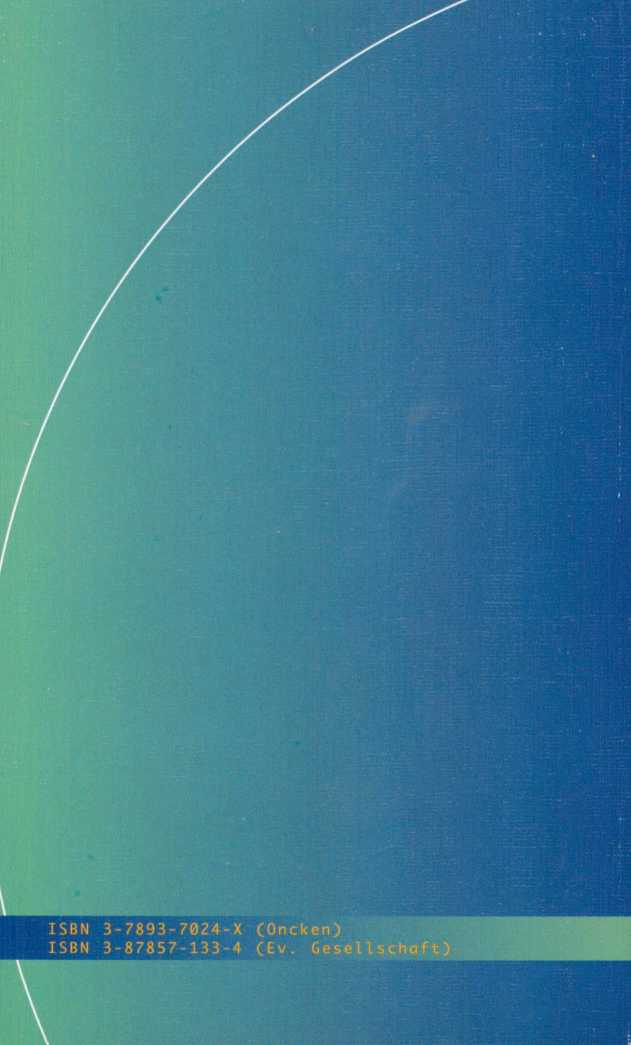 ISBN 3-7893-7024-X (Oncken)
ISBN 3-87857-133-4 (Ev. Gesellschaft)